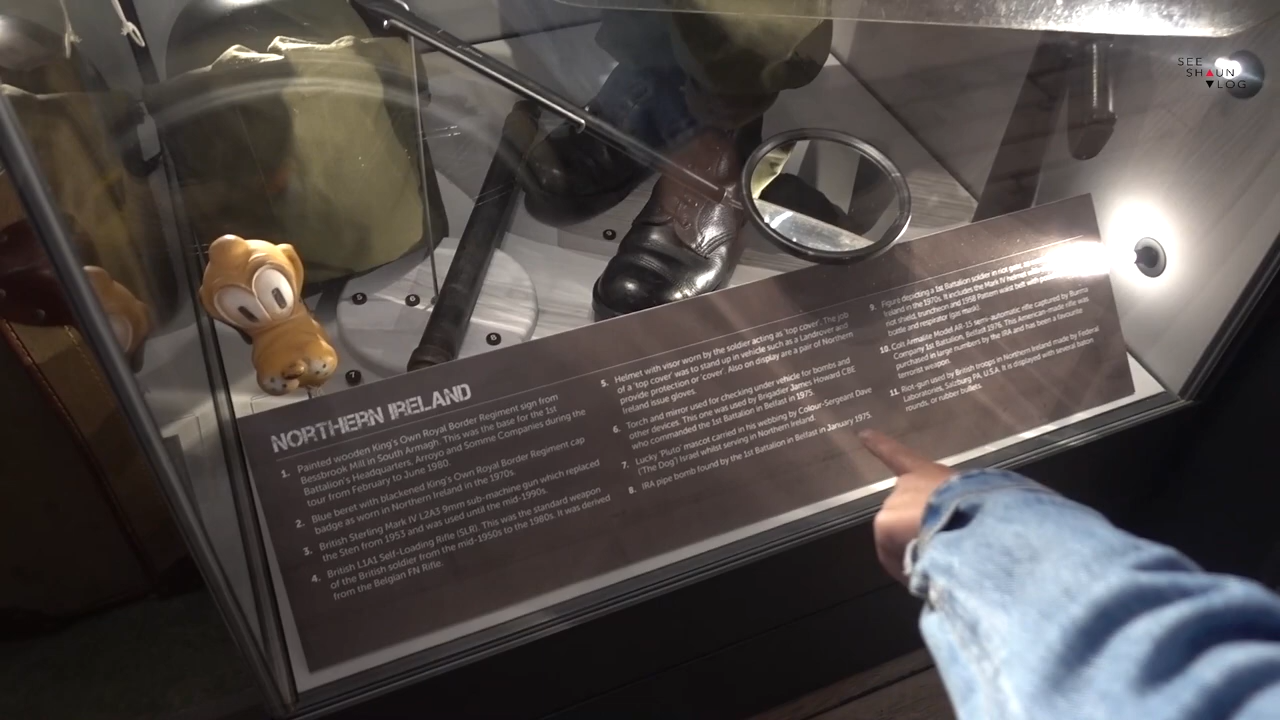 SEE
SHAUN
VLOG
NORTHERN IRELAND
1. Painted wooden King's Own Royal Border Regiment sign from
Bessbrook Mill in South Armagh. This was the base for the 1st
Battalion's Headquarters, Arroyo and Somme Companies during the
tour from February to June 1980.
2. Blue beret with blackened King's Own Royal Border Regiment cap
badge as worn in Northern Ireland in the 1970s.
3. British Sterling Mark IV L2A3 9mm sub-machine gun which replaced
the Sten from 1953 and was used until the mid-1990s.
4. British L1A1 Self-Loading Rifle (SLR). This was the standard weapon
of the British soldier from the mid-1950s to the 1980s. It was derived
from the Belgian FN Rifle.
5. Helmet with visor worn by the soldier acting as 'top cover'. The job
of a 'top cover' was to stand up in vehicle such as a Landrover and
provide protection or 'cover'. Also on display are a pair of Northern
Ireland issue gloves.
6. Torch and mirror used for checking under vehicle for bombs and
other devices. This one was used by Brigadier James Howard CBE
who commanded the 1st Battalion in Belfast in 1975.
7. Lucky 'Pluto' mascot carried in his webbing by Colour-Sergeant Dave
('The Dog') Israel whilst serving in Northern Ireland.
8. IRA pipe bomb found by the 1st Battalion in Belfast in January 1975.
9. Figure depicting a 1st Battalion soldier in riot gear,
Ireland in the 1970s. It includes the Mark IV helmet
riot shield, truncheon and 1958 Pattern waist belt with
bottle and respirator (gas mask).
10. Colt Armalite Model AR-15 semi-automatic rifle captured by Burma
Company 1st Battalion, Belfast 1976. This American-made rifle was
purchased in large numbers by the IRA and has been a favourite
terrorist weapon.
11. Riot-gun used by British troops in Northern Ireland made by Federal
Laboratories, Salzburg PA, U.S.A. It is displayed with several baton
rounds, or rubber bullets.
9
5
6
8
7